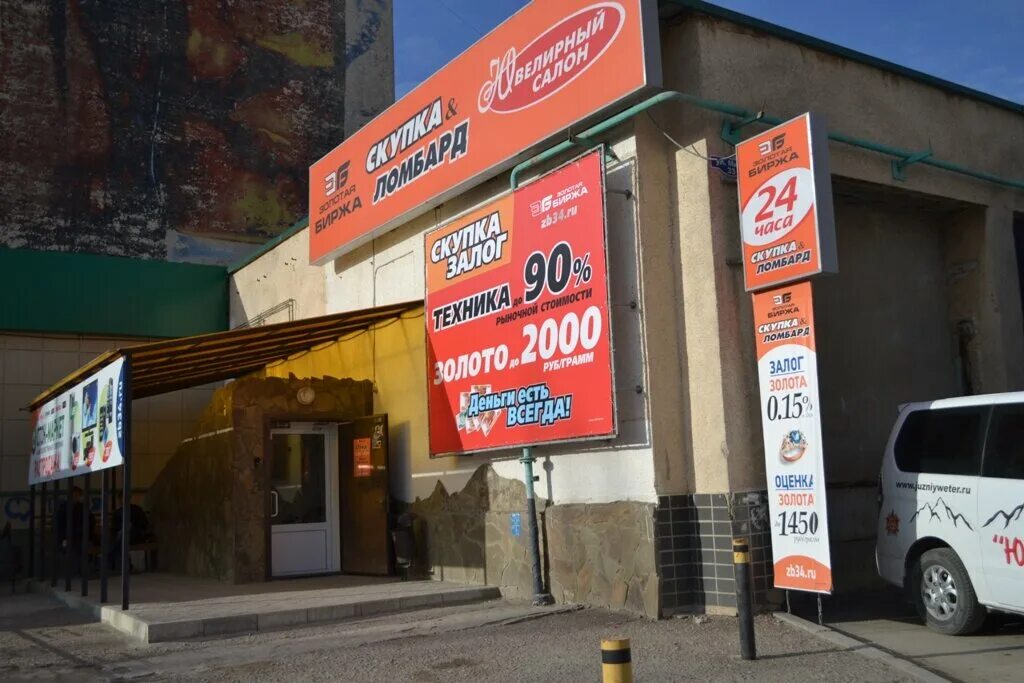 ЗБ
ЗОЛОТАЯ
БИРЖА
СКУПКА &
ЛОМБАРД
Ювелирный
САЛОН
СКУПКА
ЗАЛОГ
ЗБ ЗОЛОТАЯ
БИРЖА
zb34.ru
ТЕХНИКА ДО 90%
РЫНОЧНОЙ СТОИМОСТИ
ЗОЛОТО ДО 2000
РУБ/ГРАММ
Деньги есть
ВСЕГДА!
ЗБ
ЗОЛОТАЯ
БИРЖА
24
часа
СКУПКА &
ЛОМБАРД
ЗБ
ЗОЛОТАЯ
БИРЖА
СКУПКА &
ЛОМБАРД
ЗАЛОГ
ЗОЛОТА
0.15%
ОЦЕНКА
ЗОЛОТА
до 1450
zb34.ru
zb34.ru
www.juzniyweter.ru
"Ю